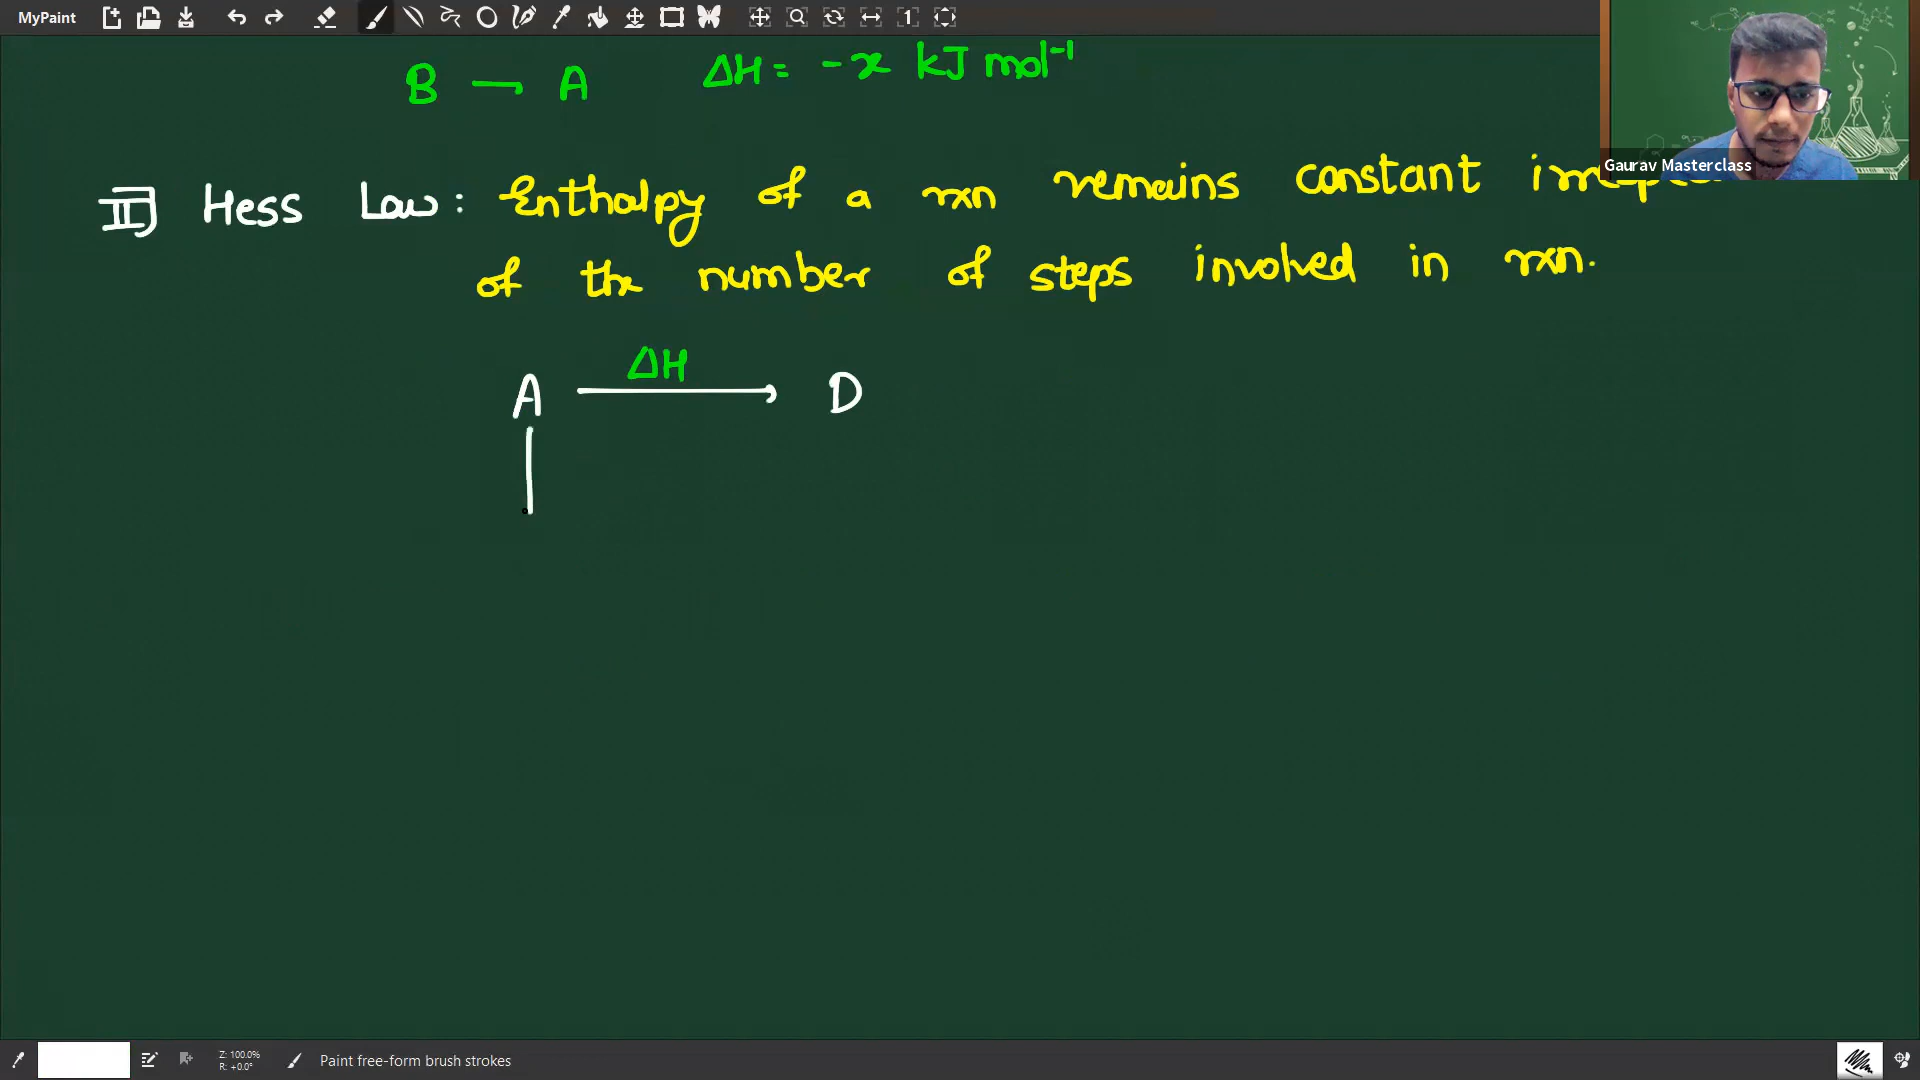 MyPaint
B → A ΔH = -x kJ mol⁻¹
Gaurav Masterclass
II] Hess Law : Enthalpy of a rxn remains constant
of the number of steps involved in rxn.
ΔH
A → D
Z: 100.0%
R: +0.0°
Paint free-form brush strokes